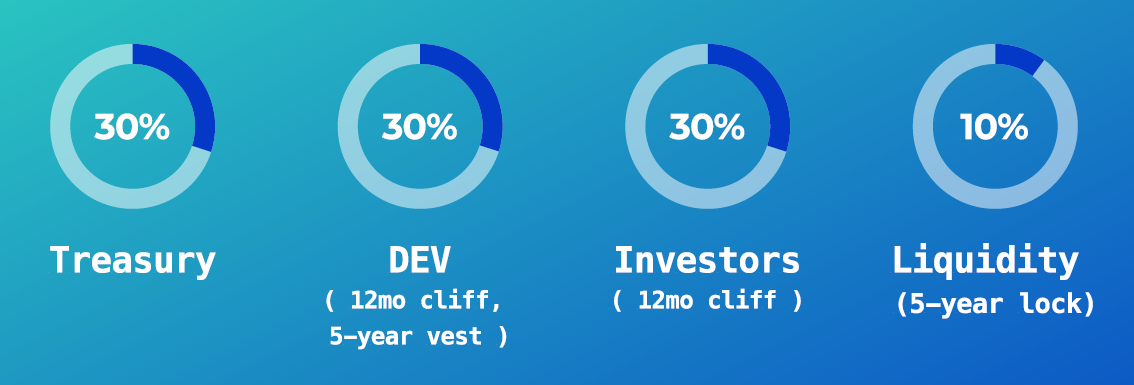 30%
Treasury
30%
DEV
( 12mo cliff,
5-year vest )
30%
Investors
( 12mo cliff )
10%
Liquidity
(5-year lock)